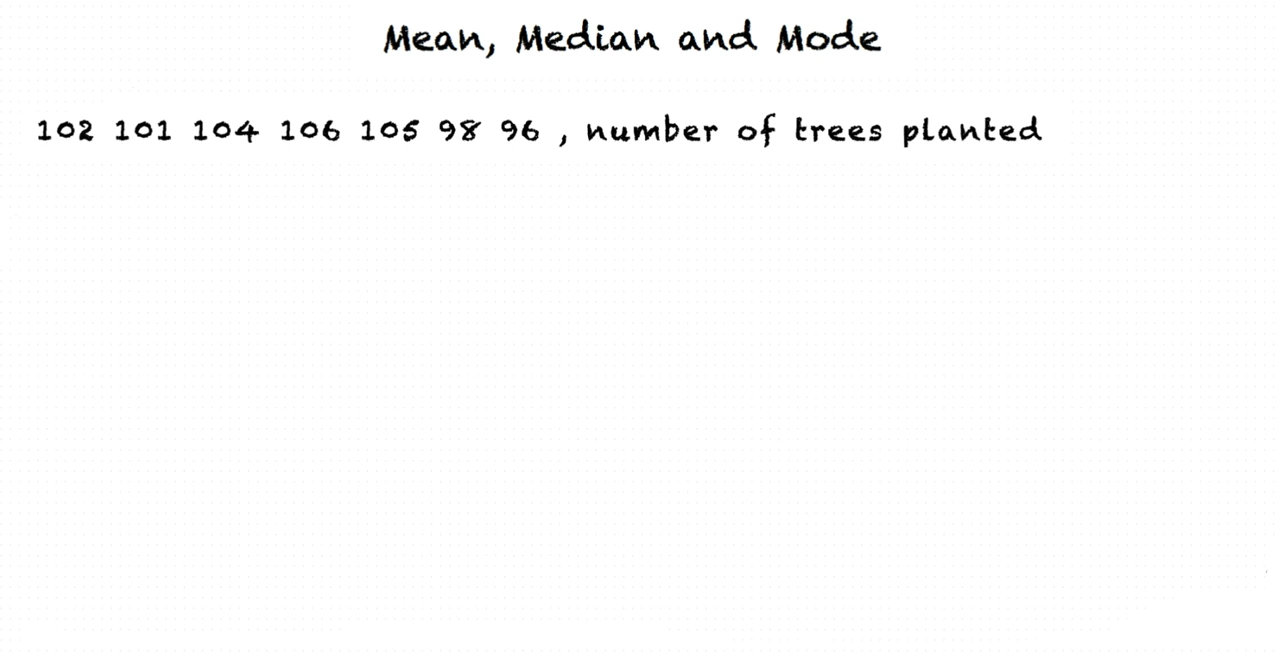 Mean, Median and Mode
102 101 104 106 105 98 96 , number of trees planted